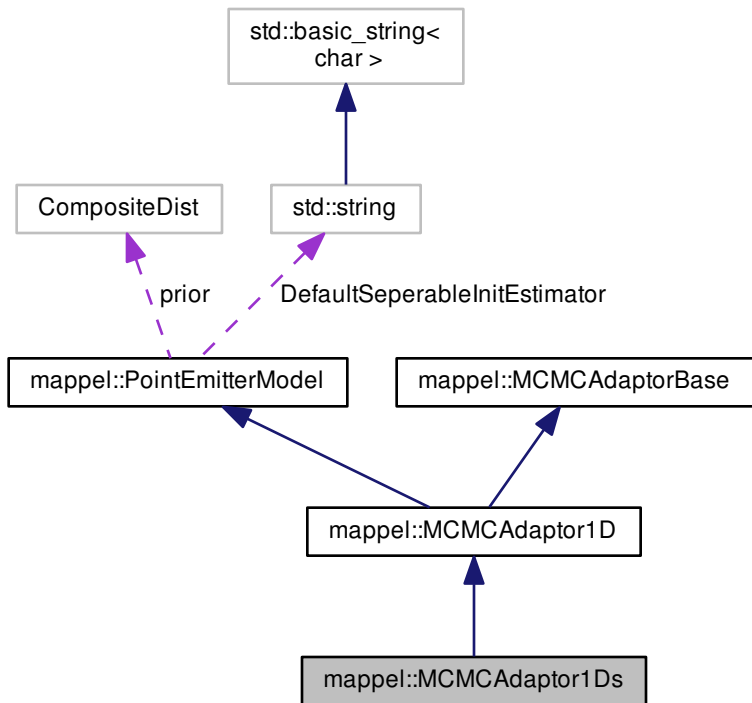 std::basic_string<
char >
CompositeDist
std::string
prior
DefaultSeperableInitEstimator
mappel::PointEmitterModel
mappel::MCMCAdaptorBase
mappel::MCMCAdaptor1D
mappel::MCMCAdaptor1Ds